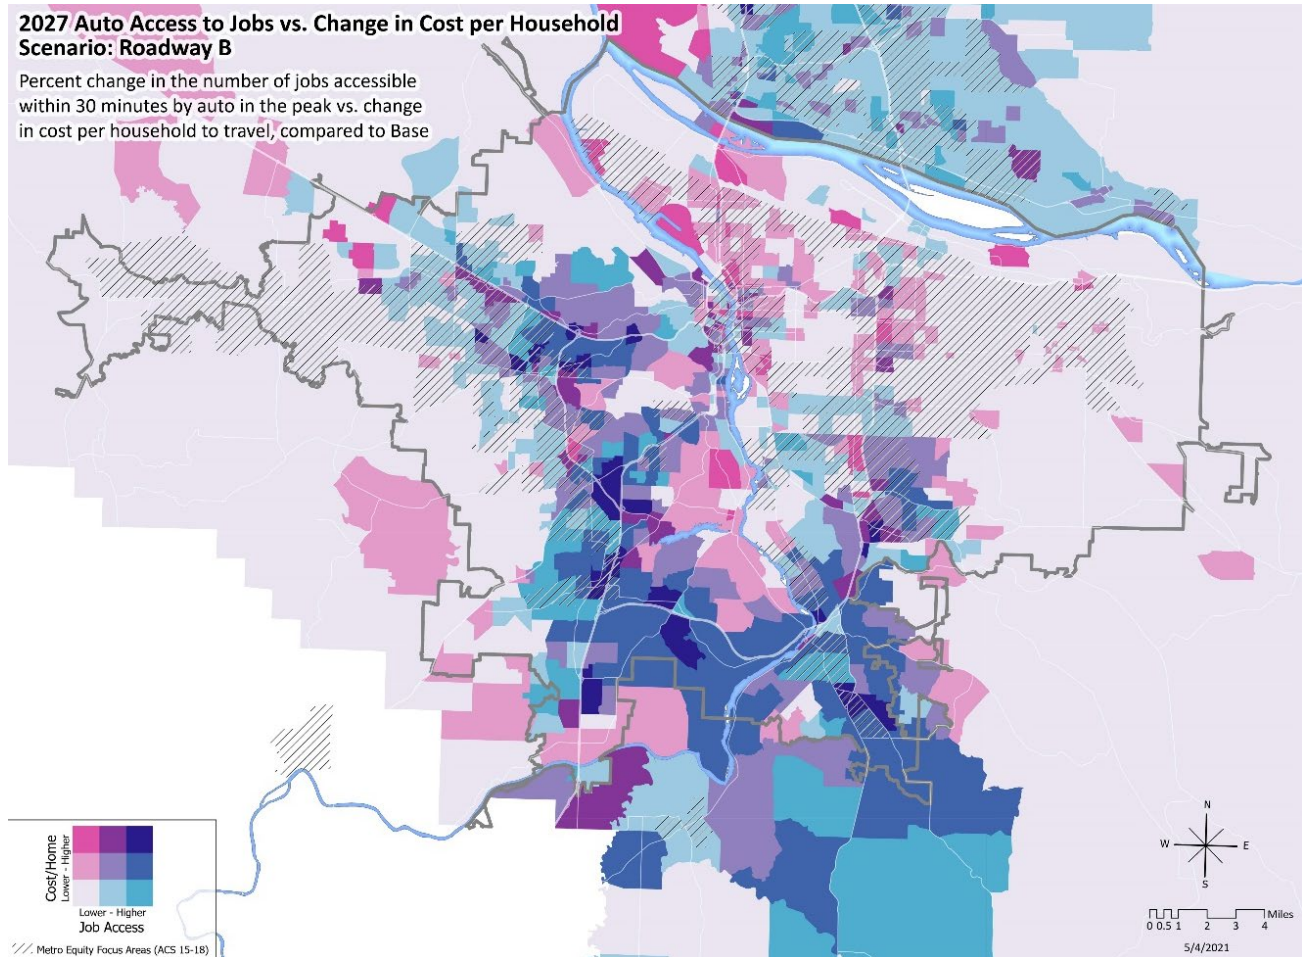 2027 Auto Access to Jobs vs. Change in Cost per Household
Scenario: Roadway B
Percent change in the number of jobs accessible
within 30 minutes by auto in the peak vs. change
in cost per household to travel, compared to Base
Cost/Home
Lower - Higher
Lower - Higher
Job Access
Metro Equity Focus Areas (ACS 15-18)
N
W
E
S
0 0.5 1 2 3 4 Miles
5/4/2021